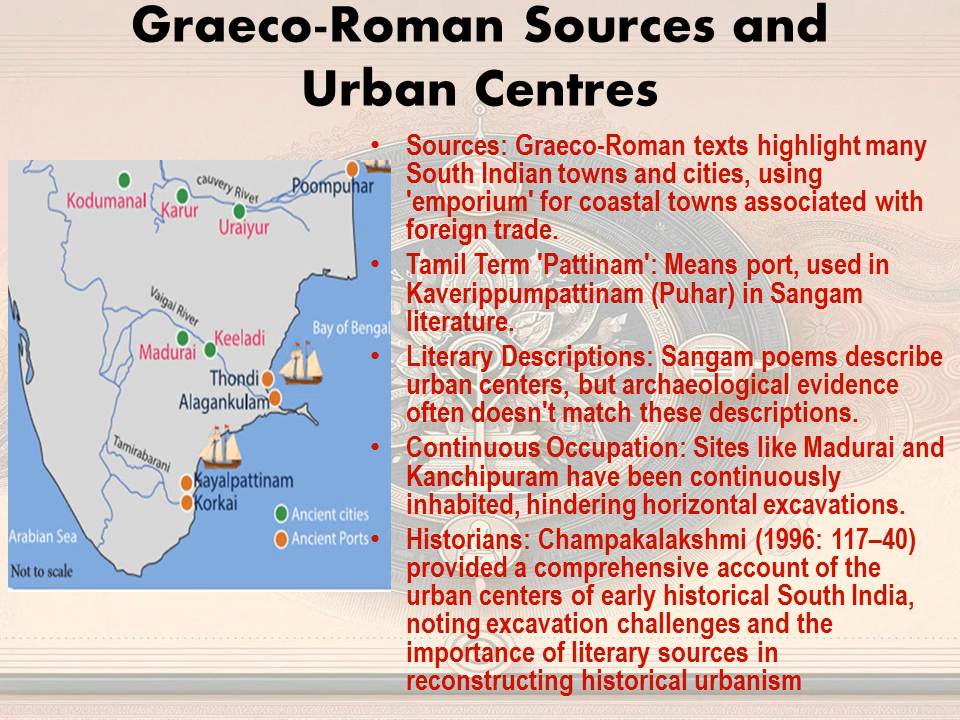 Graeco-Roman Sources and
Urban Centres
Kodumanal
Karur
cauvery River
Uraiyur
Poompuhar
Vaigai River
Madurai
Keeladi
Bay of Bengal
Thondi
Alagankulam
Tamirabarani
Kayalpattinam
Korkai
Arabian Sea
Ancient cities
Ancient Ports
Not to scale
• Sources: Graeco-Roman texts highlight many
South Indian towns and cities, using
'emporium' for coastal towns associated with
foreign trade.
• Tamil Term 'Pattinam': Means port, used in
Kaverippumpattinam (Puhar) in Sangam
literature.
• Literary Descriptions: Sangam poems describe
urban centers, but archaeological evidence
often doesn't match these descriptions.
• Continuous Occupation: Sites like Madurai and
Kanchipuram have been continuously
inhabited, hindering horizontal excavations.
• Historians: Champakalakshmi (1996: 117–40)
provided a comprehensive account of the
urban centers of early historical South India,
noting excavation challenges and the
importance of literary sources in
reconstructing historical urbanism